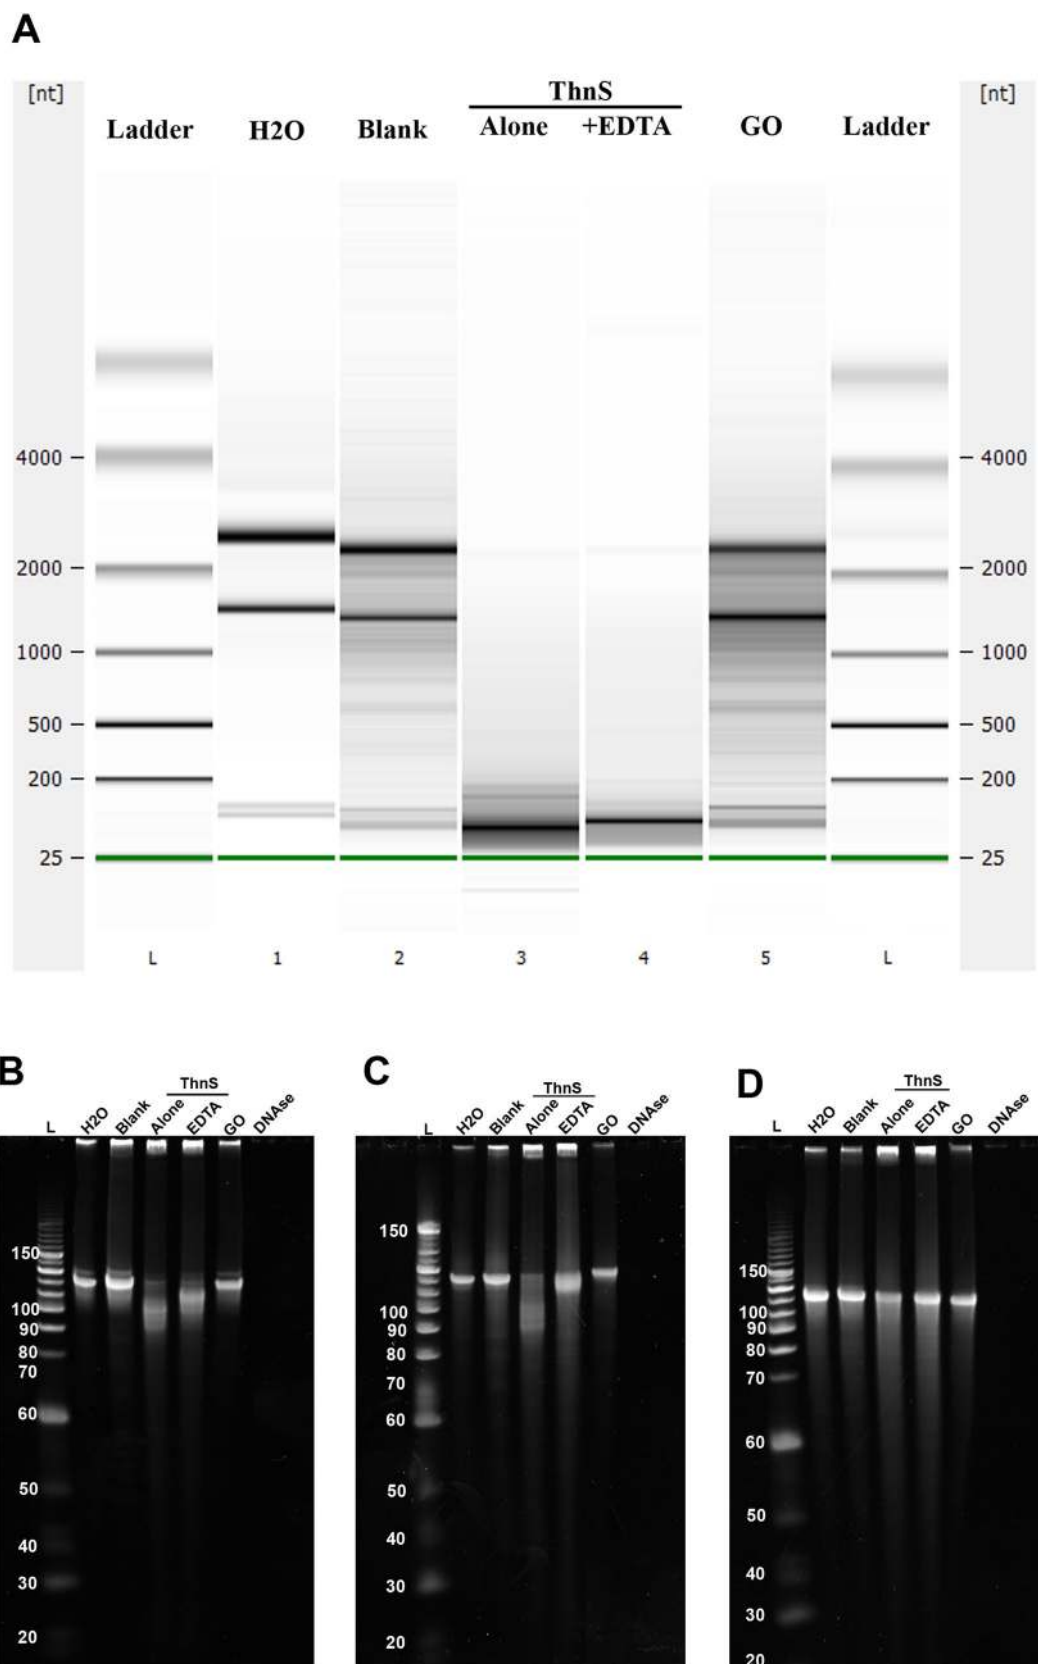 A
[nt] ThnS [nt]
Ladder H2O Blank Alone +EDTA GO Ladder
4000 4000
2000 2000
1000 1000
500 500
200 200
25 25
L 1 2 3 4 5 L
B
ThnS
L H2O Blank Alone EDTA GO DNAse
150
100
90
80
70
60
50
40
30
20
C
ThnS
L H2O Blank Alone EDTA GO DNAse
150
100
90
80
70
60
50
40
30
20
D
ThnS
L H2O Blank Alone EDTA GO DNAse
150
100
90
80
70
60
50
40
30
20